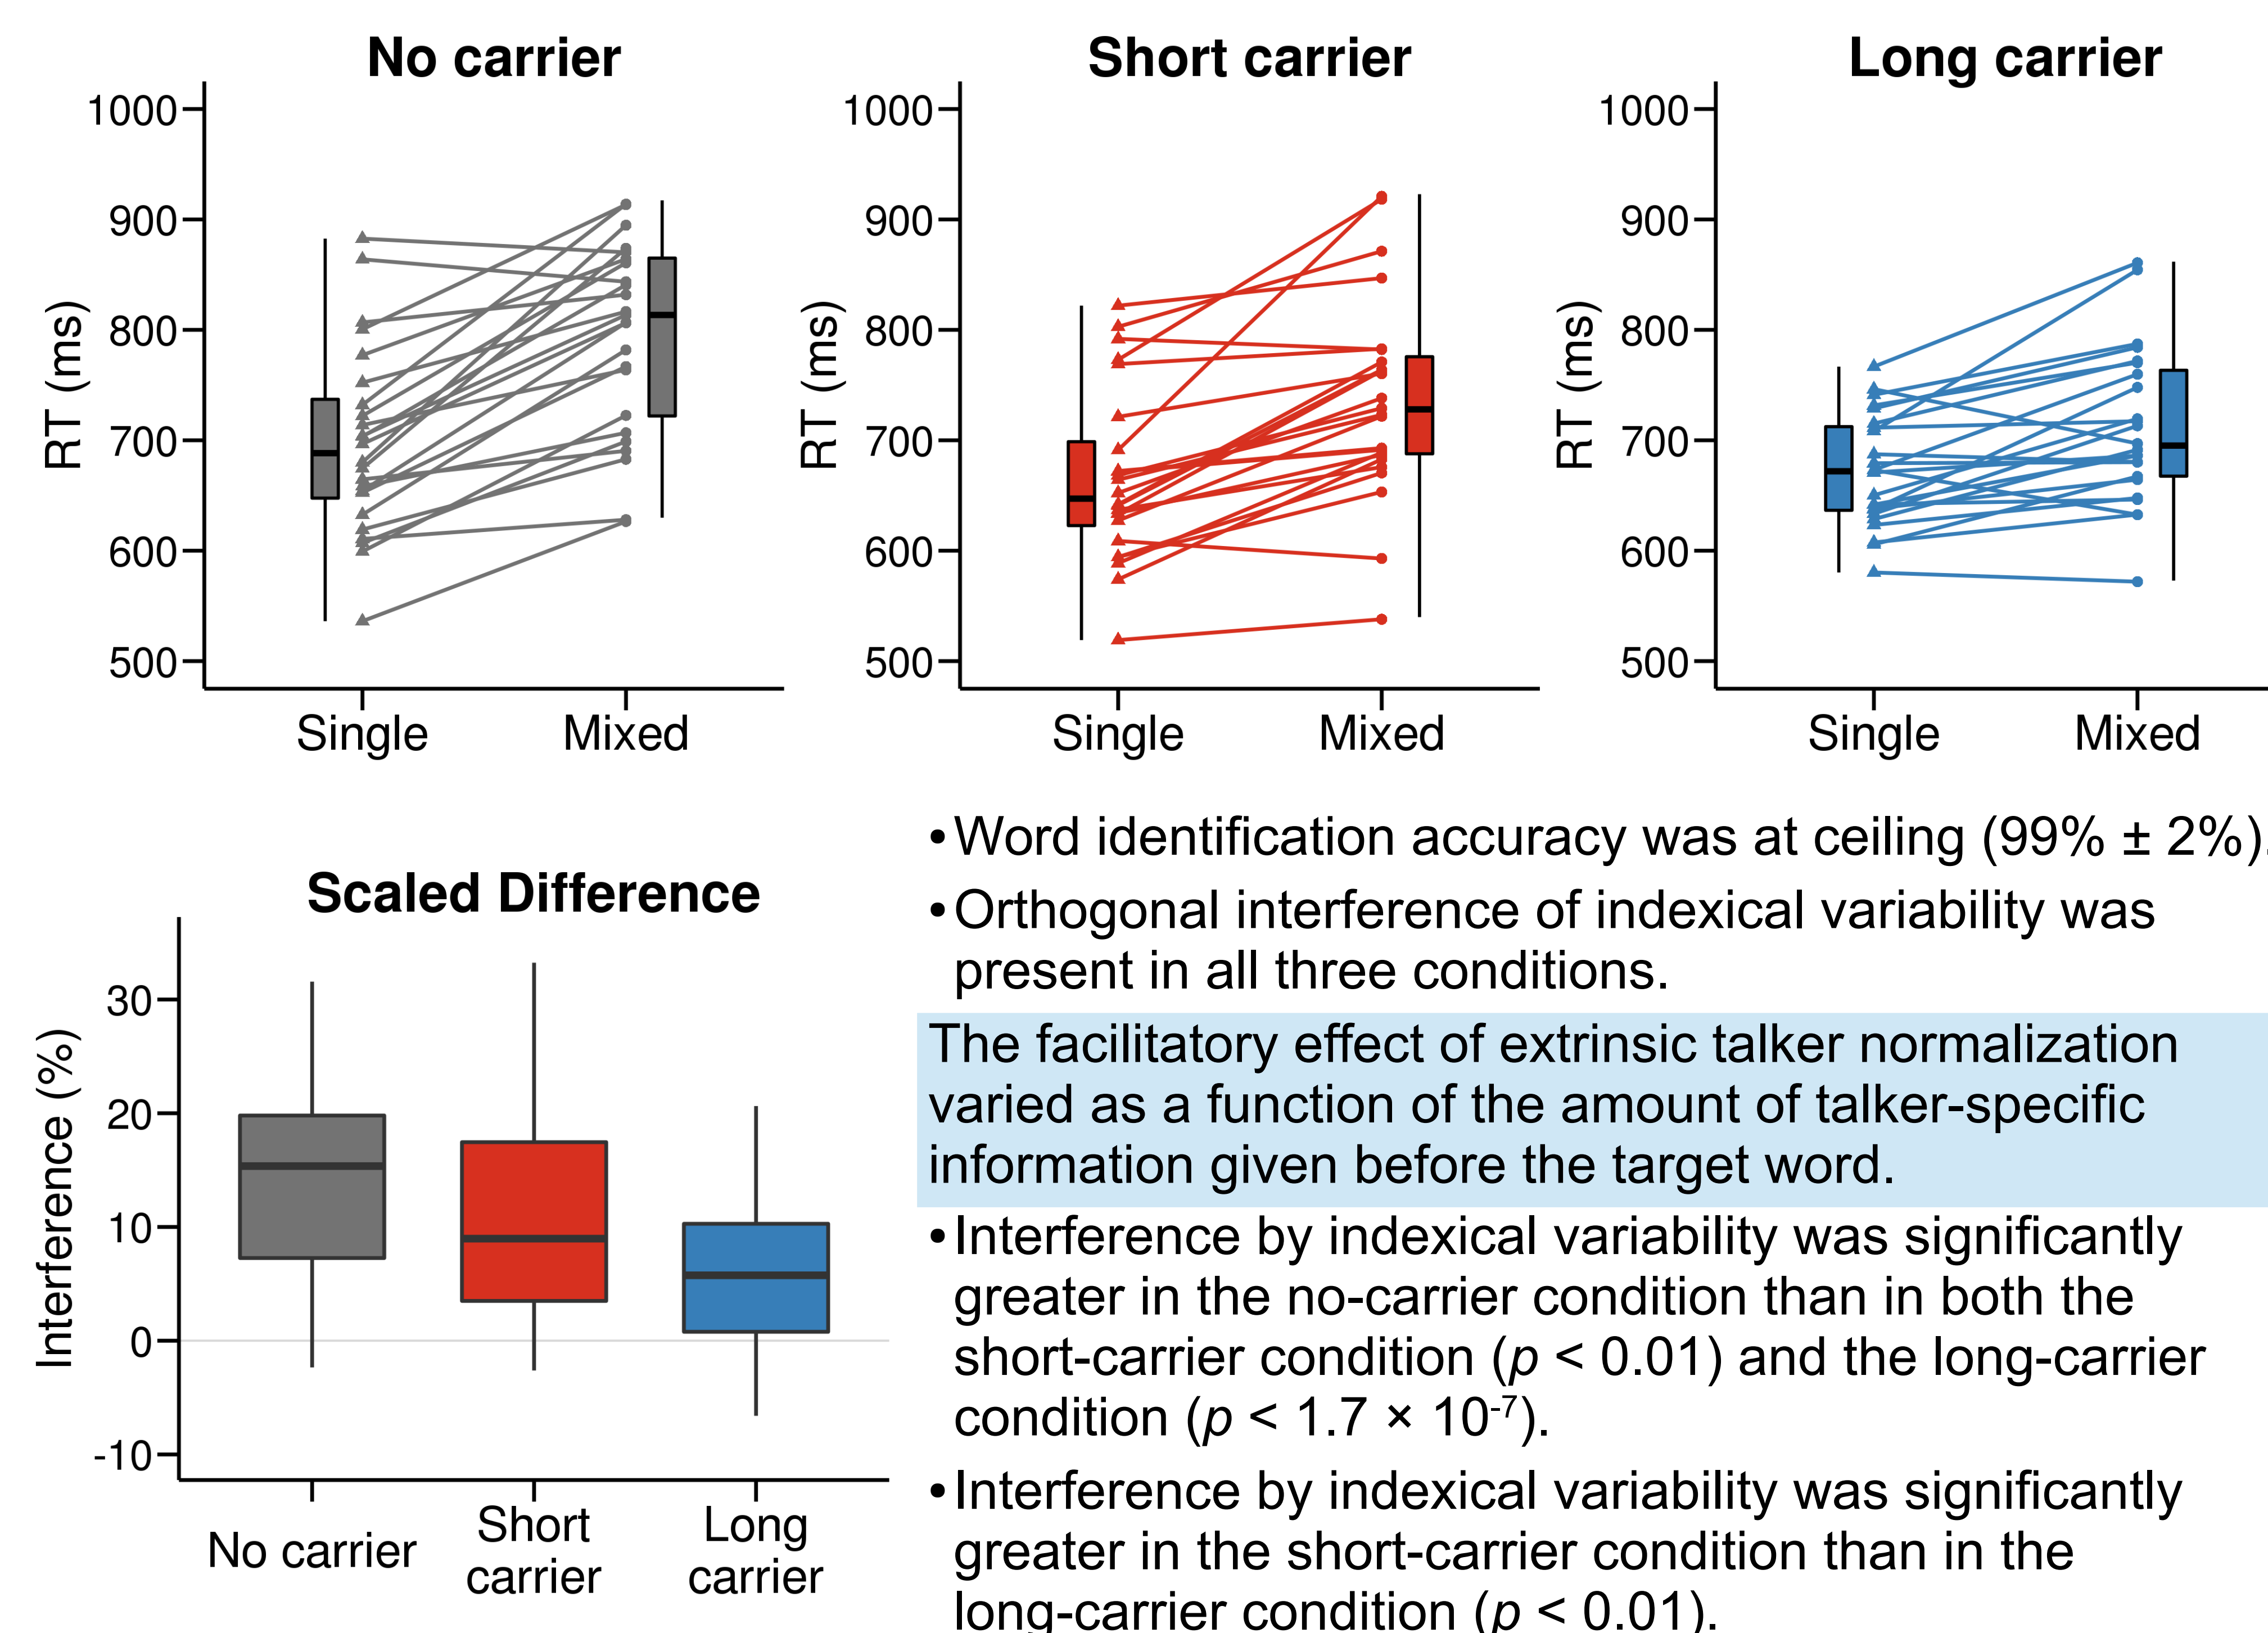 No carrier
Short carrier
Long carrier
1000
900
800
700
600
500
RT (ms)
Single
Mixed
1000
900
800
700
600
500
RT (ms)
Single
Mixed
1000
900
800
700
600
500
RT (ms)
Single
Mixed
Scaled Difference
30
20
10
0
-10
Interference (%)
No carrier
Short
carrier
Long
carrier
•Word identification accuracy was at ceiling (99% ± 2%).
•Orthogonal interference of indexical variability was
present in all three conditions.
The facilitatory effect of extrinsic talker normalization
varied as a function of the amount of talker-specific
information given before the target word.
•Interference by indexical variability was significantly
greater in the no-carrier condition than in both the
short-carrier condition (p < 0.01) and the long-carrier
condition (p < 1.7 × 10⁻⁷).
•Interference by indexical variability was significantly
greater in the short-carrier condition than in the
long-carrier condition (p < 0.01).